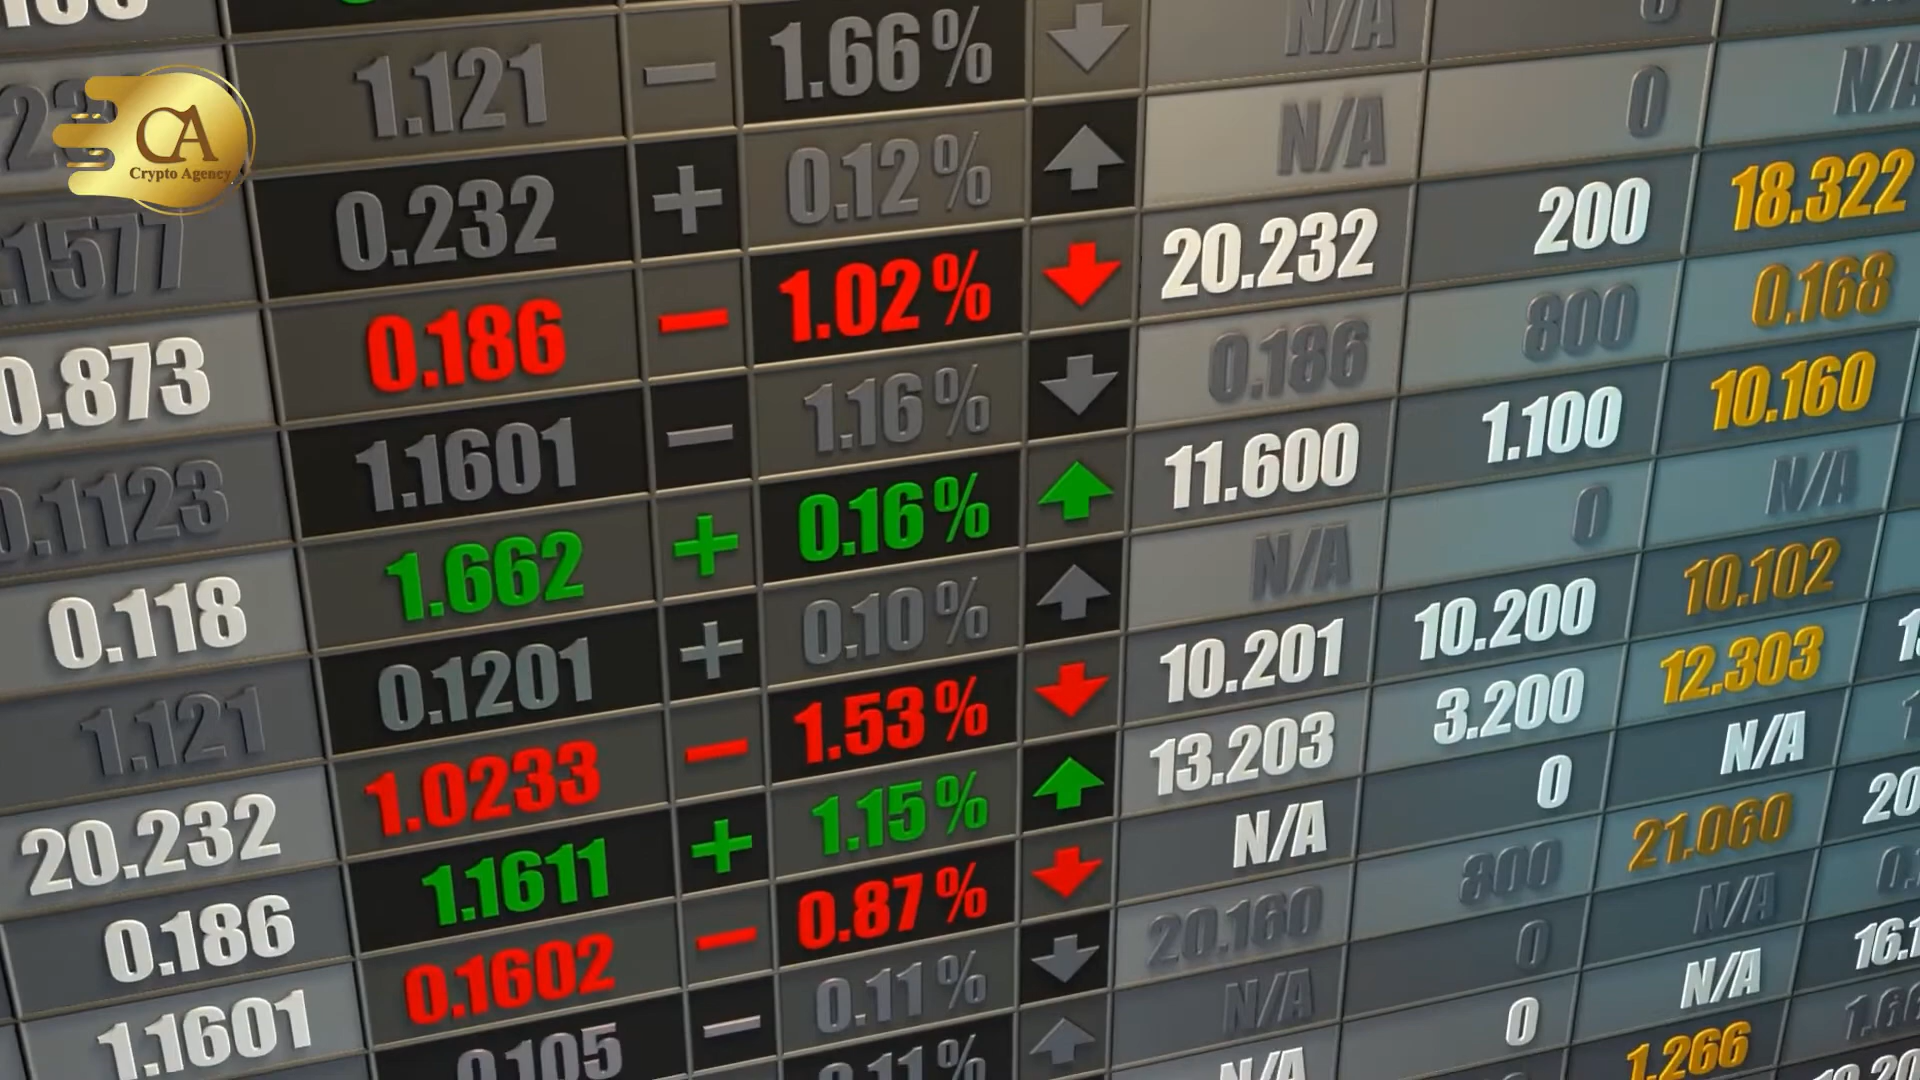 1.121 − 1.66% N/A
CA
Crypto Agency
0.232 + 0.12% N/A 0
0.186 − 1.02% 20.232 200 18.322
0.873 1.1601 − 1.16% 0.186 800 0.168
0.1123 1.662 + 0.16% 11.600 1.100 10.160
0.118 0.1201 + 0.10% N/A 0 N/A
1.121 1.0233 − 1.53% 10.201 10.200 10.102
20.232 1.1611 + 1.15% 13.203 3.200 12.303
0.186 0.1602 − 0.87% N/A 0 N/A
1.1601 0.105 − 0.11% 20.160 800 21.060
0.11% N/A 0 N/A
N/A 0 N/A
1.266